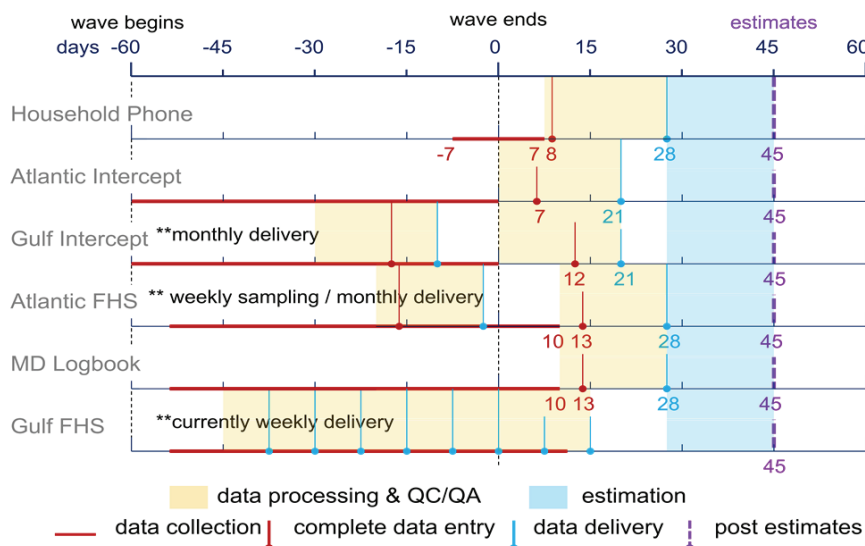 wave begins wave ends estimates
days -60 -45 -15 0 15 30 45 60
Household Phone
-7 7 8 28 45
Atlantic Intercept
7 21 45
Gulf Intercept **monthly delivery
12 21 45
Atlantic FHS ** weekly sampling / monthly delivery
10 13 28 45
MD Logbook
10 13 28 45
Gulf FHS **currently weekly delivery
45
data processing & QC/QA estimation
data collection complete data entry data delivery post estimates